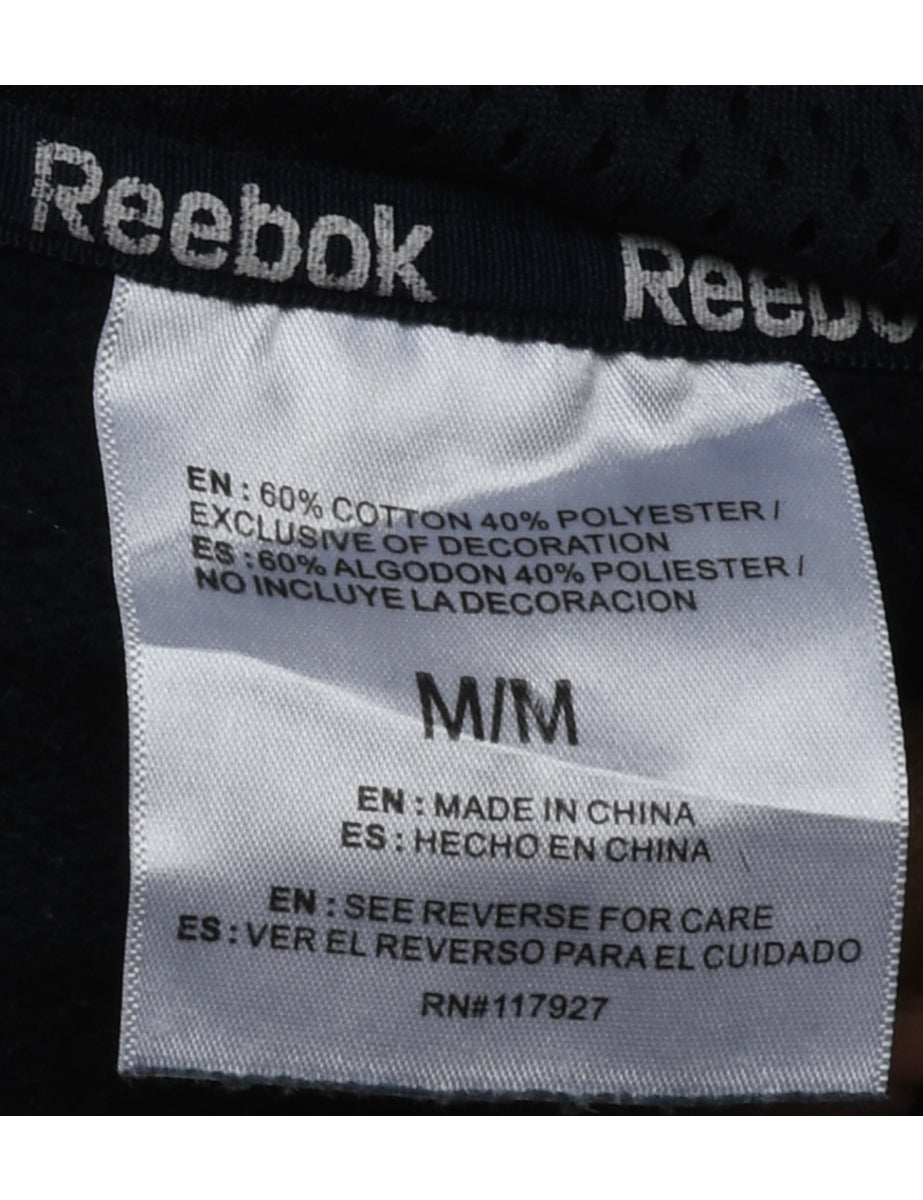 Reebok Reebo
EN : 60% COTTON 40% POLYESTER /
EXCLUSIVE OF DECORATION
ES : 60% ALGODON 40% POLIESTER /
NO INCLUYE LA DECORACION
M/M
EN : MADE IN CHINA
ES : HECHO EN CHINA
EN : SEE REVERSE FOR CARE
ES : VER EL REVERSO PARA EL CUIDADO
RN#117927